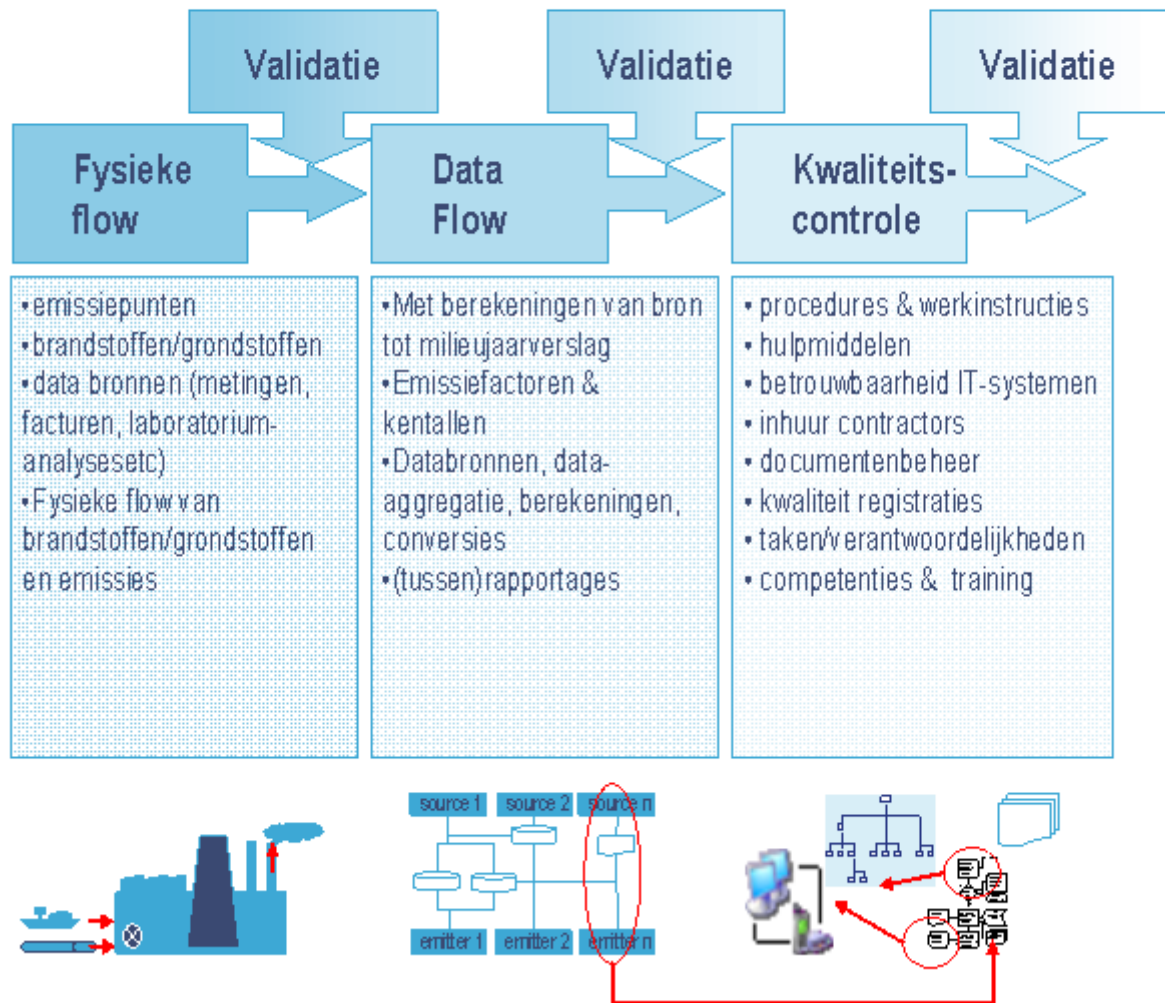 Validatie
Validatie
Validatie
Fysieke
flow
Data
Flow
Kwaliteits-
controle
•emissiepunten
•brandstoffen/grondstoffen
•data bronnen (metingen,
facturen, laboratorium-
analysesetc)
•Fysieke flow van
brandstoffen/grondstoffen
en emissies
•Met berekeningen van bron
tot milieujaarverslag
•Emissiefactoren &
kentallen
•Databronnen, data-
aggregatie, berekeningen,
conversies
•(tussen)rapportages
• procedures & werkinstructies
• hulpmiddelen
• betrouwbaarheid IT-systemen
• inhuur contractors
• documentenbeheer
• kwaliteit registraties
• taken/verantwoordelijkheden
• competenties & training
source 1
source 2
source n
emitter 1
emitter 2
emitter n